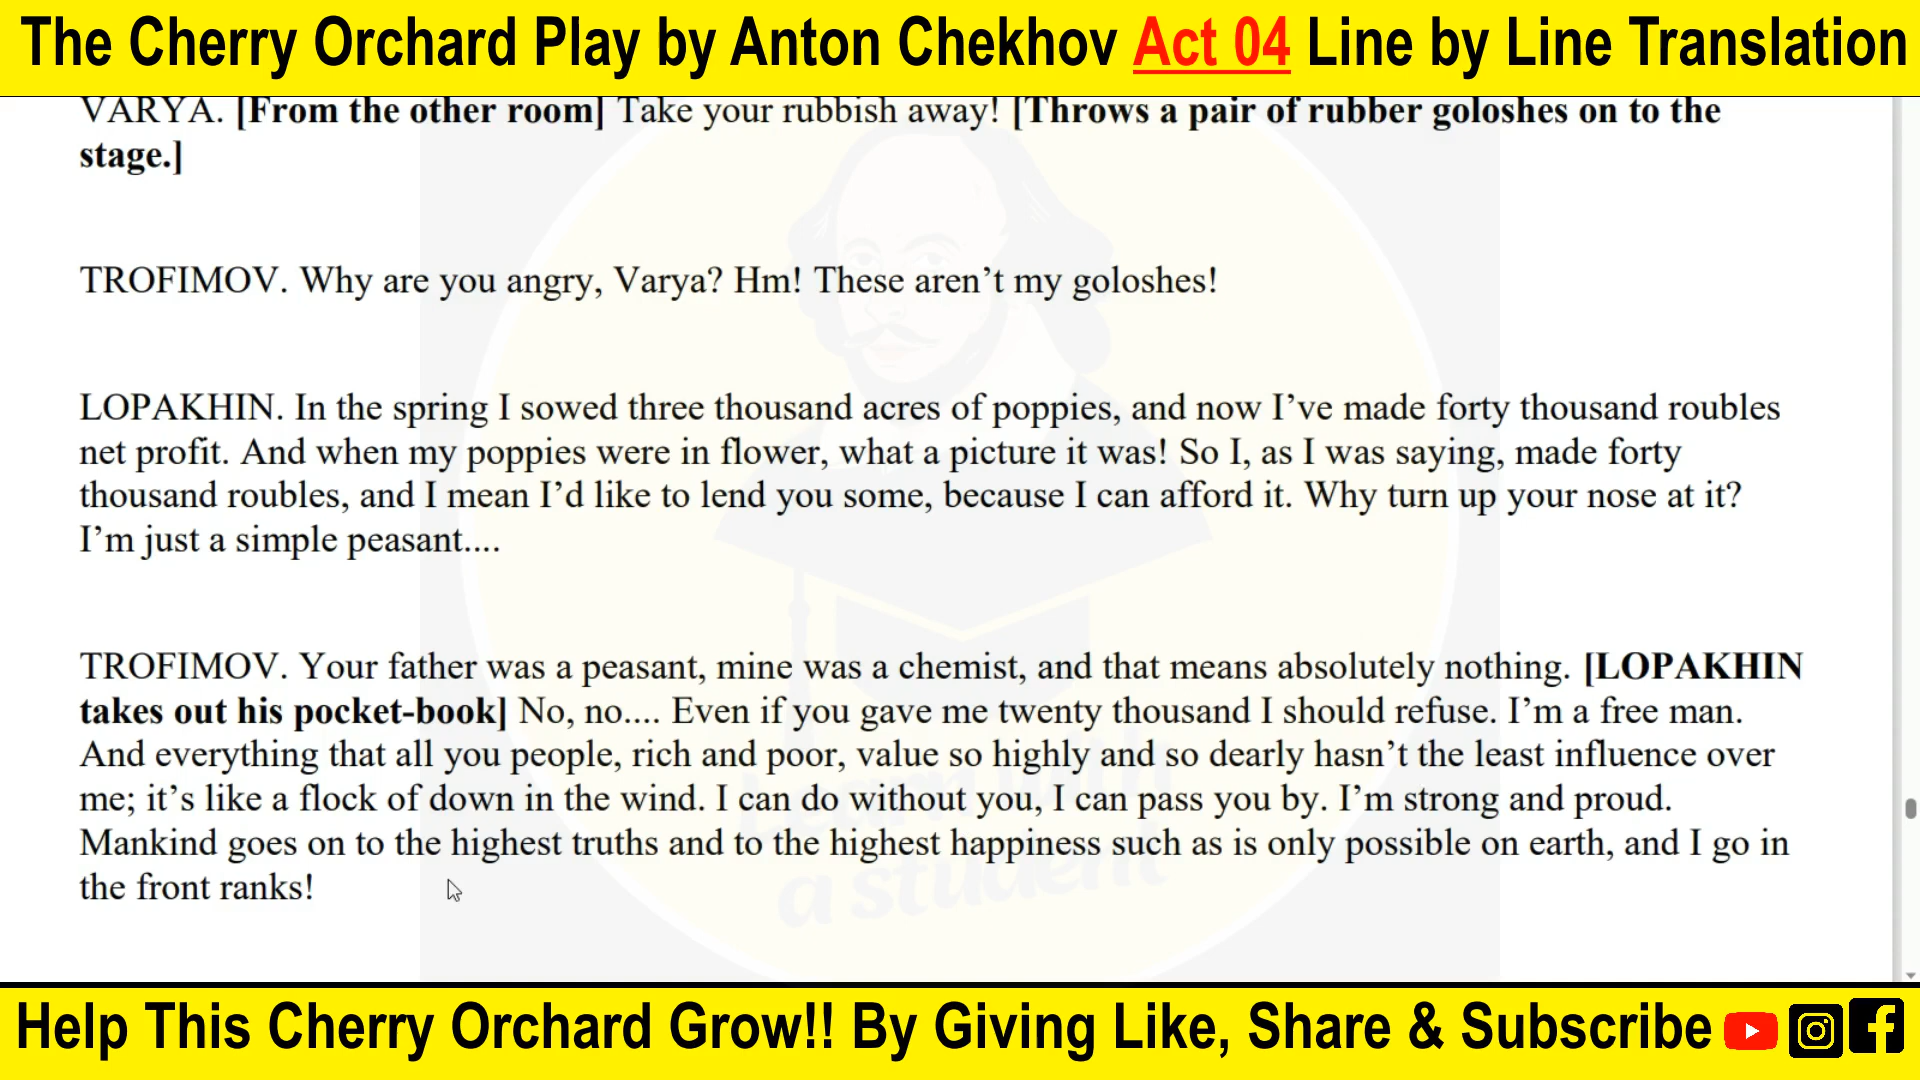 The Cherry Orchard Play by Anton Chekhov Act 04 Line by Line Translation
VARYA. [From the other room] Take your rubbish away! [Throws a pair of rubber goloshes on to the
stage.]
TROFIMOV. Why are you angry, Varya? Hm! These aren’t my goloshes!
LOPAKHIN. In the spring I sowed three thousand acres of poppies, and now I’ve made forty thousand roubles
net profit. And when my poppies were in flower, what a picture it was! So I, as I was saying, made forty
thousand roubles, and I mean I’d like to lend you some, because I can afford it. Why turn up your nose at it?
I’m just a simple peasant....
TROFIMOV. Your father was a peasant, mine was a chemist, and that means absolutely nothing. [LOPAKHIN
takes out his pocket-book] No, no.... Even if you gave me twenty thousand I should refuse. I’m a free man.
And everything that all you people, rich and poor, value so highly and so dearly hasn’t the least influence over
me; it’s like a flock of down in the wind. I can do without you, I can pass you by. I’m strong and proud.
Mankind goes on to the highest truths and to the highest happiness such as is only possible on earth, and I go in
the front ranks!
Learn with
a student
Help This Cherry Orchard Grow!! By Giving Like, Share & Subscribe